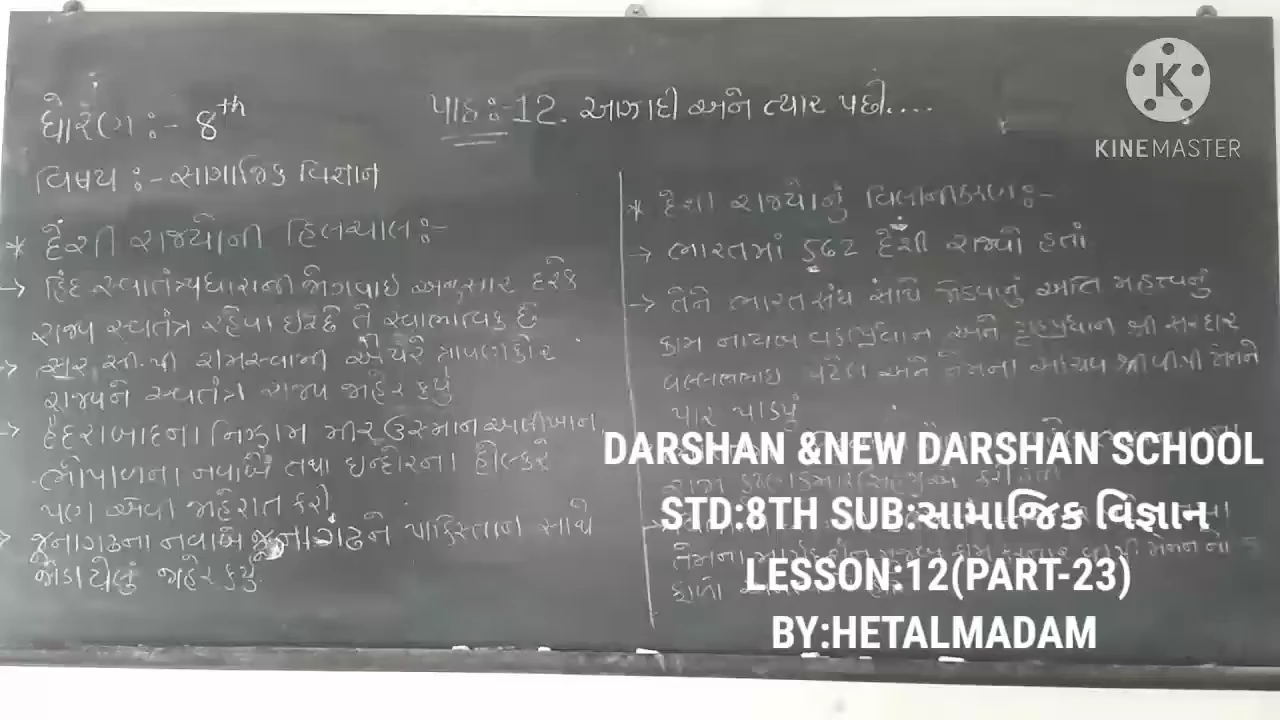 ધોરણ :- 8th
પાઠ :- 12. આઝાદી અને ત્યાર પછી....
વિષય :- સામાજિક વિજ્ઞાન
* દેશી રાજ્યોની હિલચાલ :-
→ હિંદ સ્વાતંત્ર્યધારાની જોગવાઇ અનુસાર દરેક
રાજ્ય સ્વતંત્ર રહેવા ઇચ્છે તે સ્વાભાવિક છે
→ સર સી.પી રામસ્વામી ઐયરે ત્રાવણકોર
રાજ્યને સ્વતંત્ર રાજ્ય જાહેર કર્યું
→ હૈદરાબાદના નિઝામ મીર ઉસ્માન અલીખાન,
ભોપાળના નવાબે તથા ઇન્દોરના હોલ્કરે
પણ એવી જાહેરાત કરી
→ જૂનાગઢના નવાબે જૂનાગઢને પાકિસ્તાન સાથે
જોડાયેલું જાહેર કર્યું
* દેશી રાજ્યોનું વિલીનીકરણ :-
→ ભારતમાં 562 દેશી રાજ્યો હતાં
→ તેને ભારતસંઘ સાથે જોડવાનું અતિ મહત્ત્વનું
કામ નાયબ વડાપ્રધાન અને ગૃહપ્રધાન શ્રી સરદાર
વલ્લભભાઇ પટેલ અને તેમના સચિવ શ્રી વી.પી મેનને
પાર પાડ્યું
રાજા
તેમના
ફાળો
KINEMASTER
DARSHAN &NEW DARSHAN SCHOOL
STD:8TH SUB:સામાજિક વિજ્ઞાન
LESSON:12(PART-23)
BY:HETALMADAM